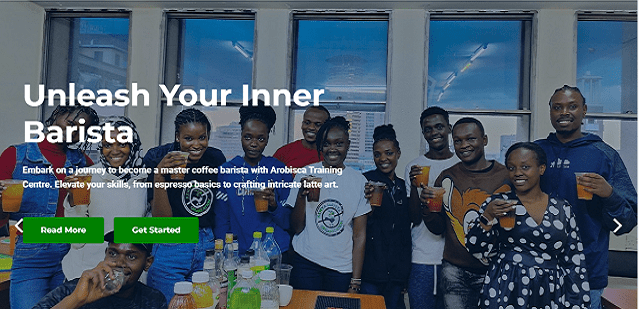 Unleash Your Inner
Barista
Embark on a journey to become a master coffee barista with Arobisca Training
Centre. Elevate your skills, from espresso basics to crafting intricate latte art.
Read More
Get Started